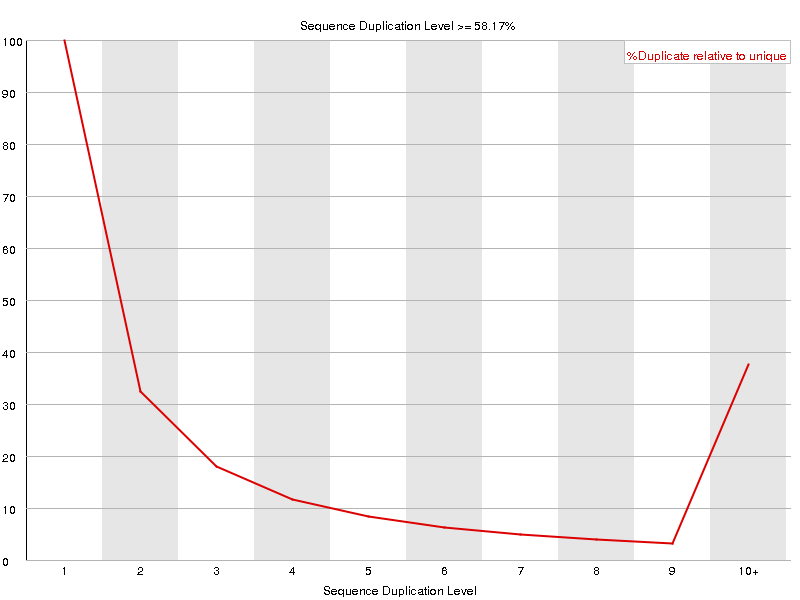 Sequence Duplication Level >= 58.17%
%Duplicate relative to unique
100
90
80
70
60
50
40
30
20
10
0
1 2 3 4 5 6 7 8 9 10+
Sequence Duplication Level